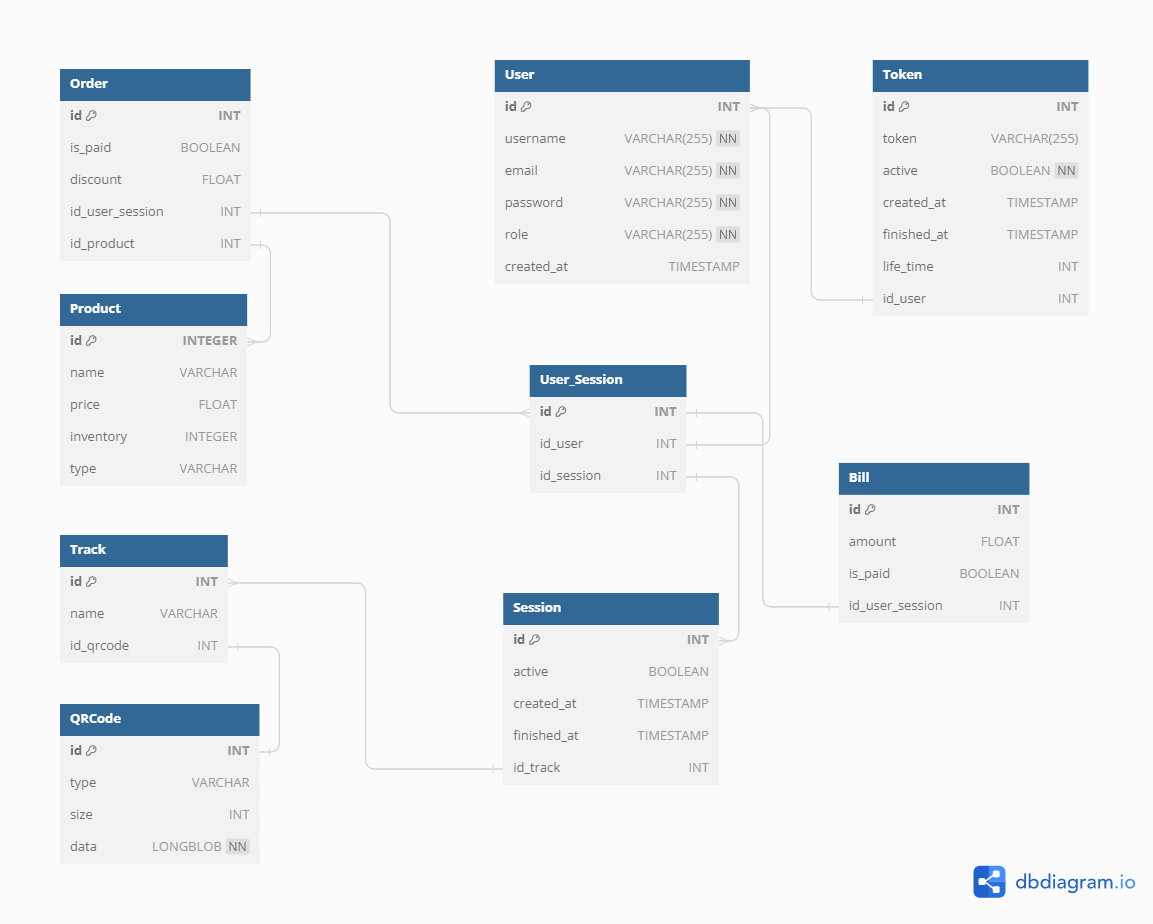 Order
id INT
is_paid BOOLEAN
discount FLOAT
id_user_session INT
id_product INT
Product
id INTEGER
name VARCHAR
price FLOAT
inventory INTEGER
type VARCHAR
Track
id INT
name VARCHAR
id_qrcode INT
QRCode
id INT
type VARCHAR
size INT
data LONGBLOB NN
User
id INT
username VARCHAR(255) NN
email VARCHAR(255) NN
password VARCHAR(255) NN
role VARCHAR(255) NN
created_at TIMESTAMP
User_Session
id INT
id_user INT
id_session INT
Session
id INT
active BOOLEAN
created_at TIMESTAMP
finished_at TIMESTAMP
id_track INT
Token
id INT
token VARCHAR(255)
active BOOLEAN NN
created_at TIMESTAMP
finished_at TIMESTAMP
life_time INT
id_user INT
Bill
id INT
amount FLOAT
is_paid BOOLEAN
id_user_session INT
dbdiagram.io